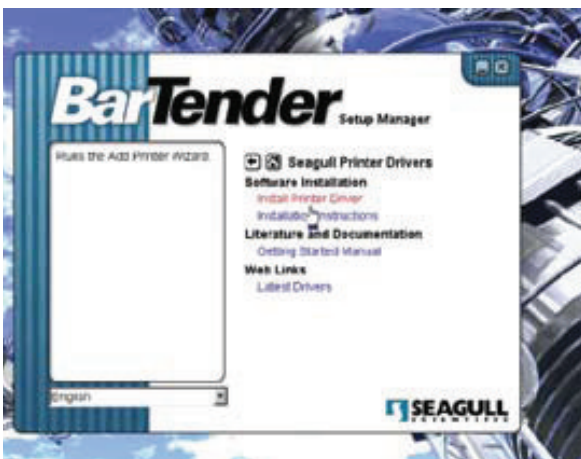 BarTender
Setup Manager
Runs the Add Printer Wizard.
Seagull Printer Drivers
Software Installation
Install Printer Driver
Installation Instructions
Literature and Documentation
Getting Started Manual
Web Links
Latest Drivers
English
SEAGULL
SCIENTIFIC